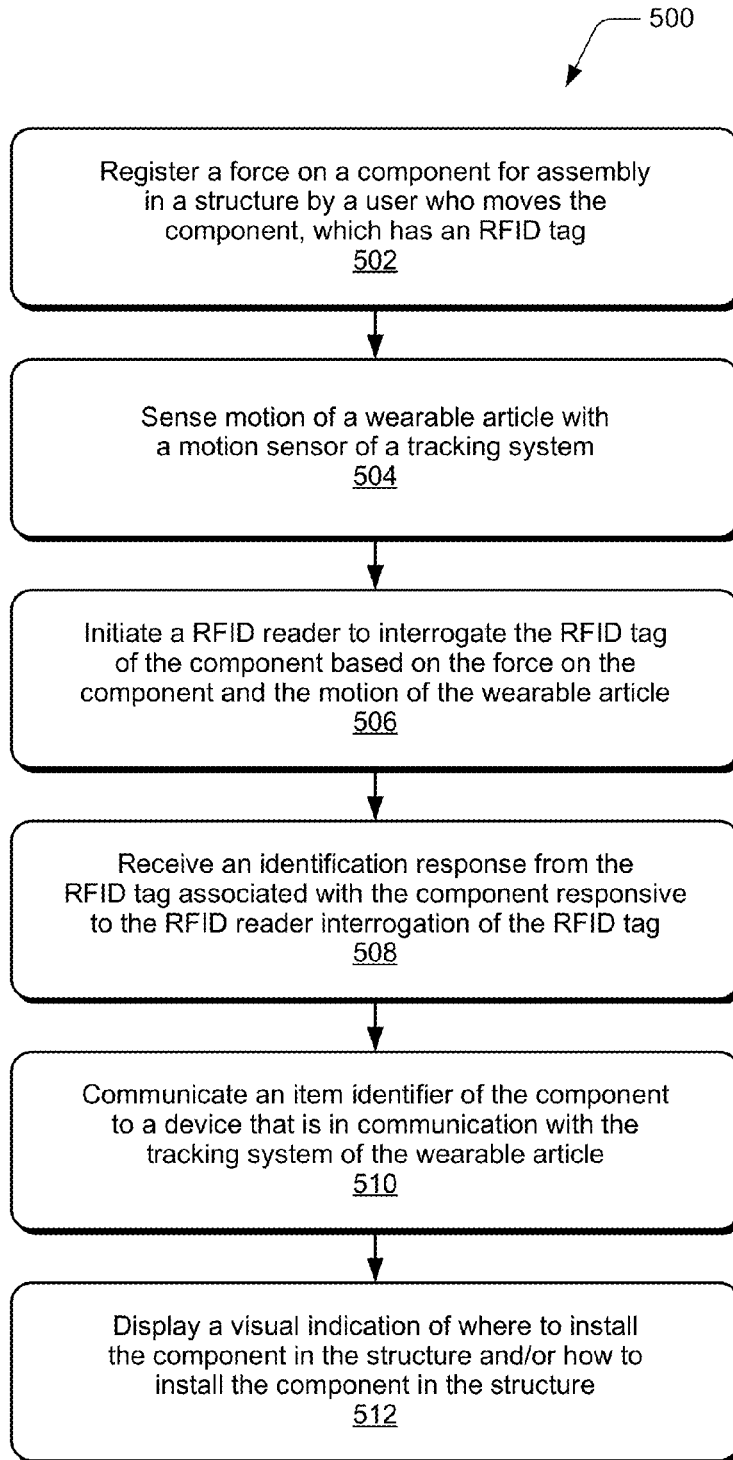 500
Register a force on a component for assembly
in a structure by a user who moves the
component, which has an RFID tag
502
Sense motion of a wearable article with
a motion sensor of a tracking system
504
Initiate a RFID reader to interrogate the RFID tag
of the component based on the force on the
component and the motion of the wearable article
506
Receive an identification response from the
RFID tag associated with the component responsive
to the RFID reader interrogation of the RFID tag
508
Communicate an item identifier of the component
to a device that is in communication with the
tracking system of the wearable article
510
Display a visual indication of where to install
the component in the structure and/or how to
install the component in the structure
512